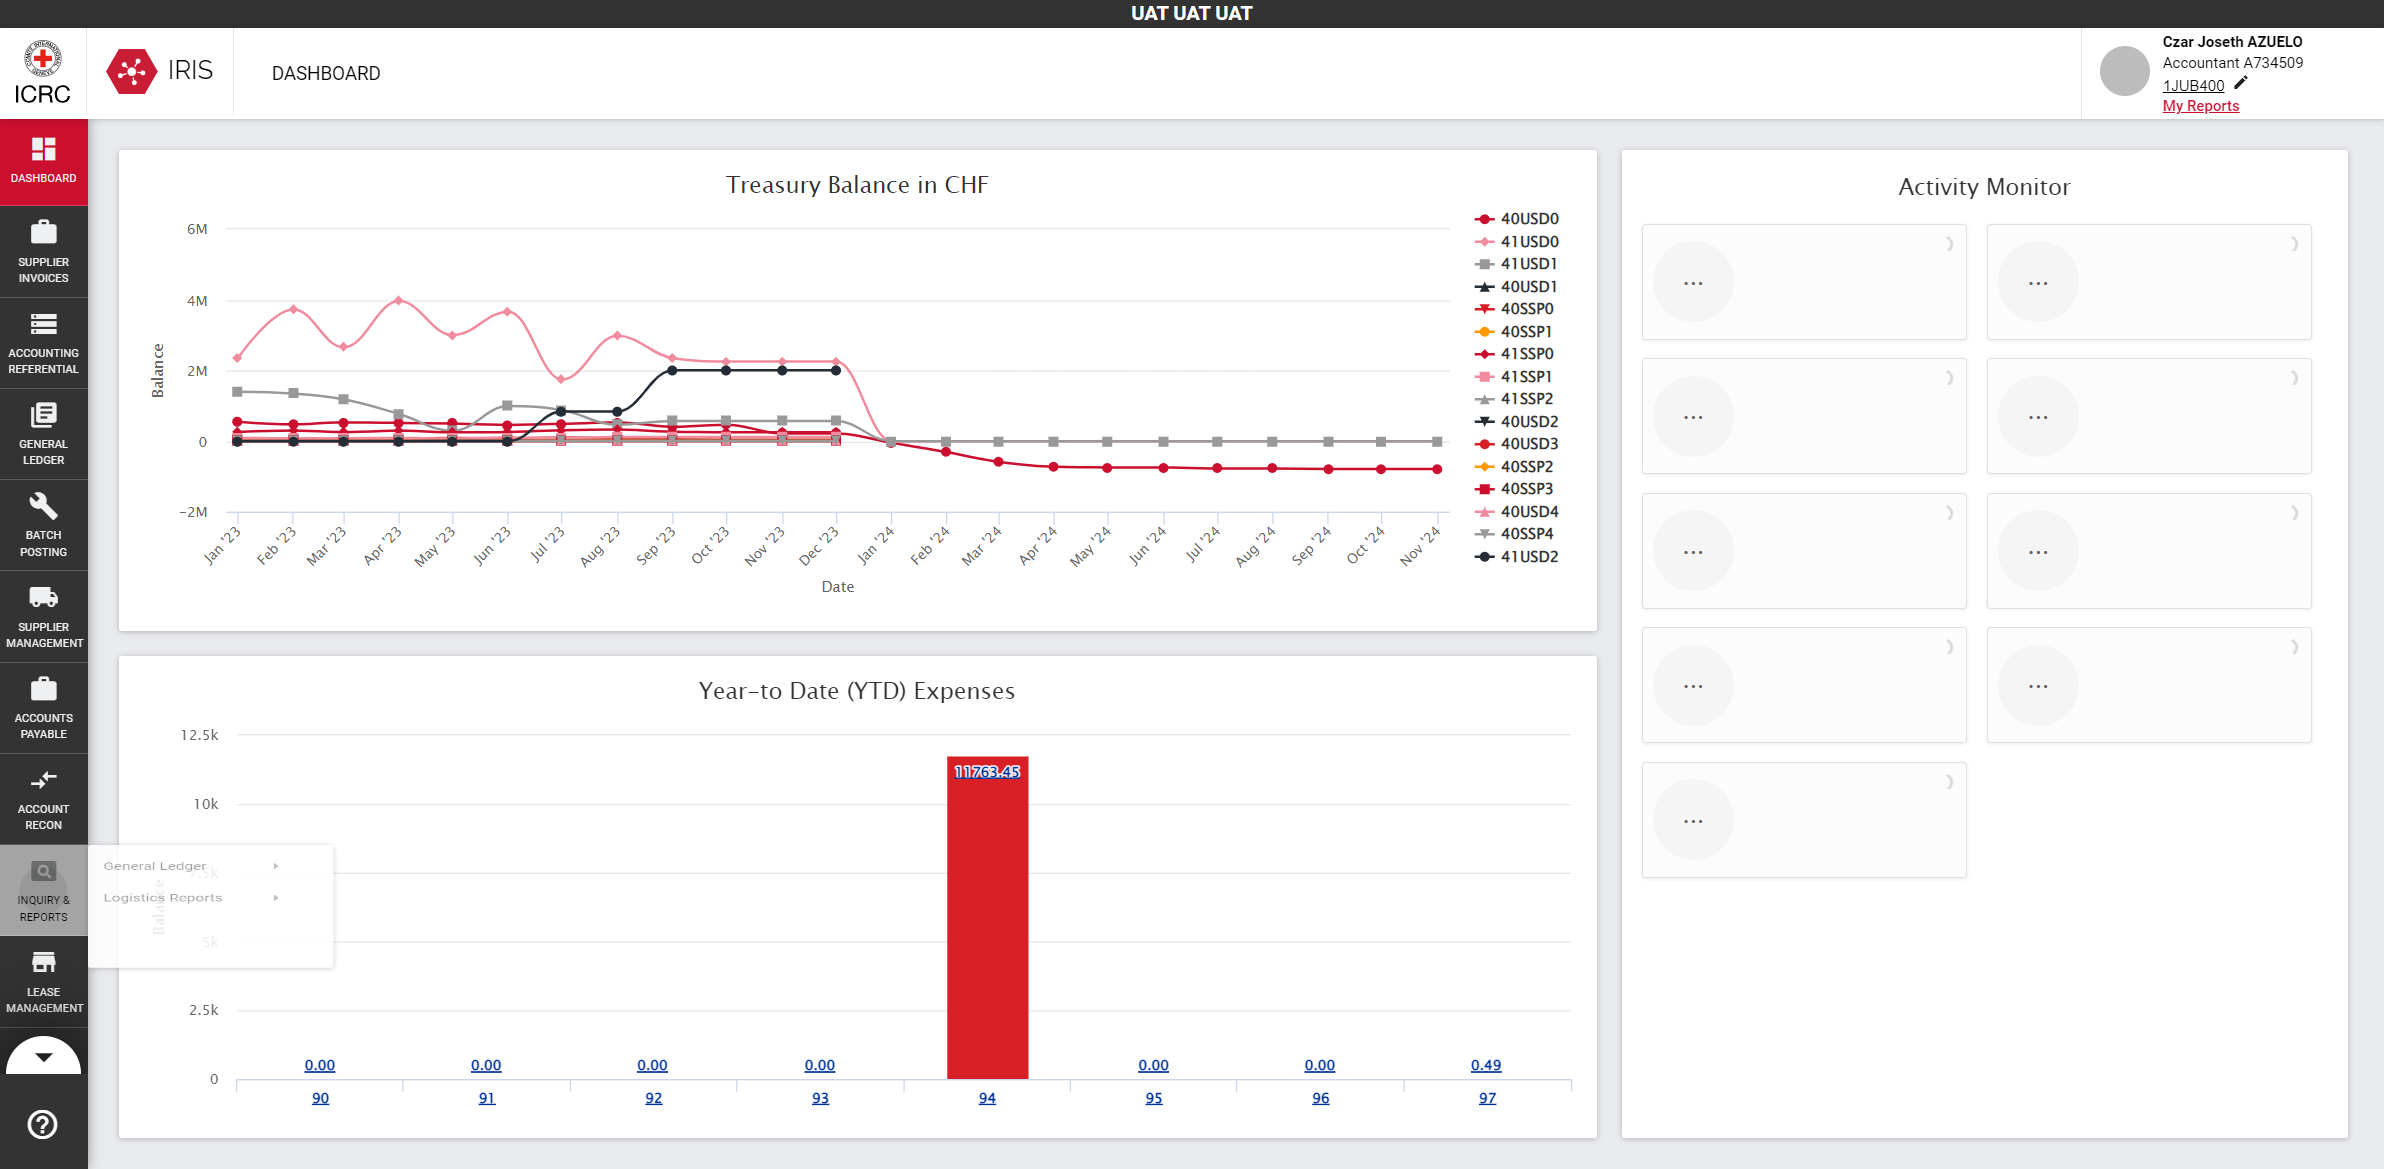 UAT UAT UAT
ICRC
IRIS
DASHBOARD
Czar Joseth AZUELO
Accountant A734509
1JUB400
My Reports
DASHBOARD
SUPPLIER
INVOICES
ACCOUNTING
REFERENTIAL
GENERAL
LEDGER
BATCH
POSTING
SUPPLIER
MANAGEMENT
ACCOUNTS
PAYABLE
ACCOUNT
RECON
INQUIRY &
REPORTS
LEASE
MANAGEMENT
General Ledger
Logistics Reports
Treasury Balance in CHF
Balance
6M
4M
2M
0
-2M
Jan '23
Feb '23
Mar '23
Apr '23
May '23
Jun '23
Jul '23
Aug '23
Sep '23
Oct '23
Nov '23
Dec '23
Jan '24
Feb '24
Mar '24
Apr '24
May '24
Jun '24
Jul '24
Aug '24
Sep '24
Oct '24
Nov '24
Date
40USD0
41USD0
41USD1
40USD1
40SSP0
40SSP1
41SSP0
41SSP1
41SSP2
40USD2
40USD3
40SSP2
40SSP3
40USD4
40SSP4
41USD2
Year-to Date (YTD) Expenses
Balance
12.5k
10k
7.5k
5k
2.5k
0
0.00
0.00
0.00
0.00
11763.45
0.00
0.00
0.49
90
91
92
93
94
95
96
97
Activity Monitor
...
...
...
...
...
...
...
...
...